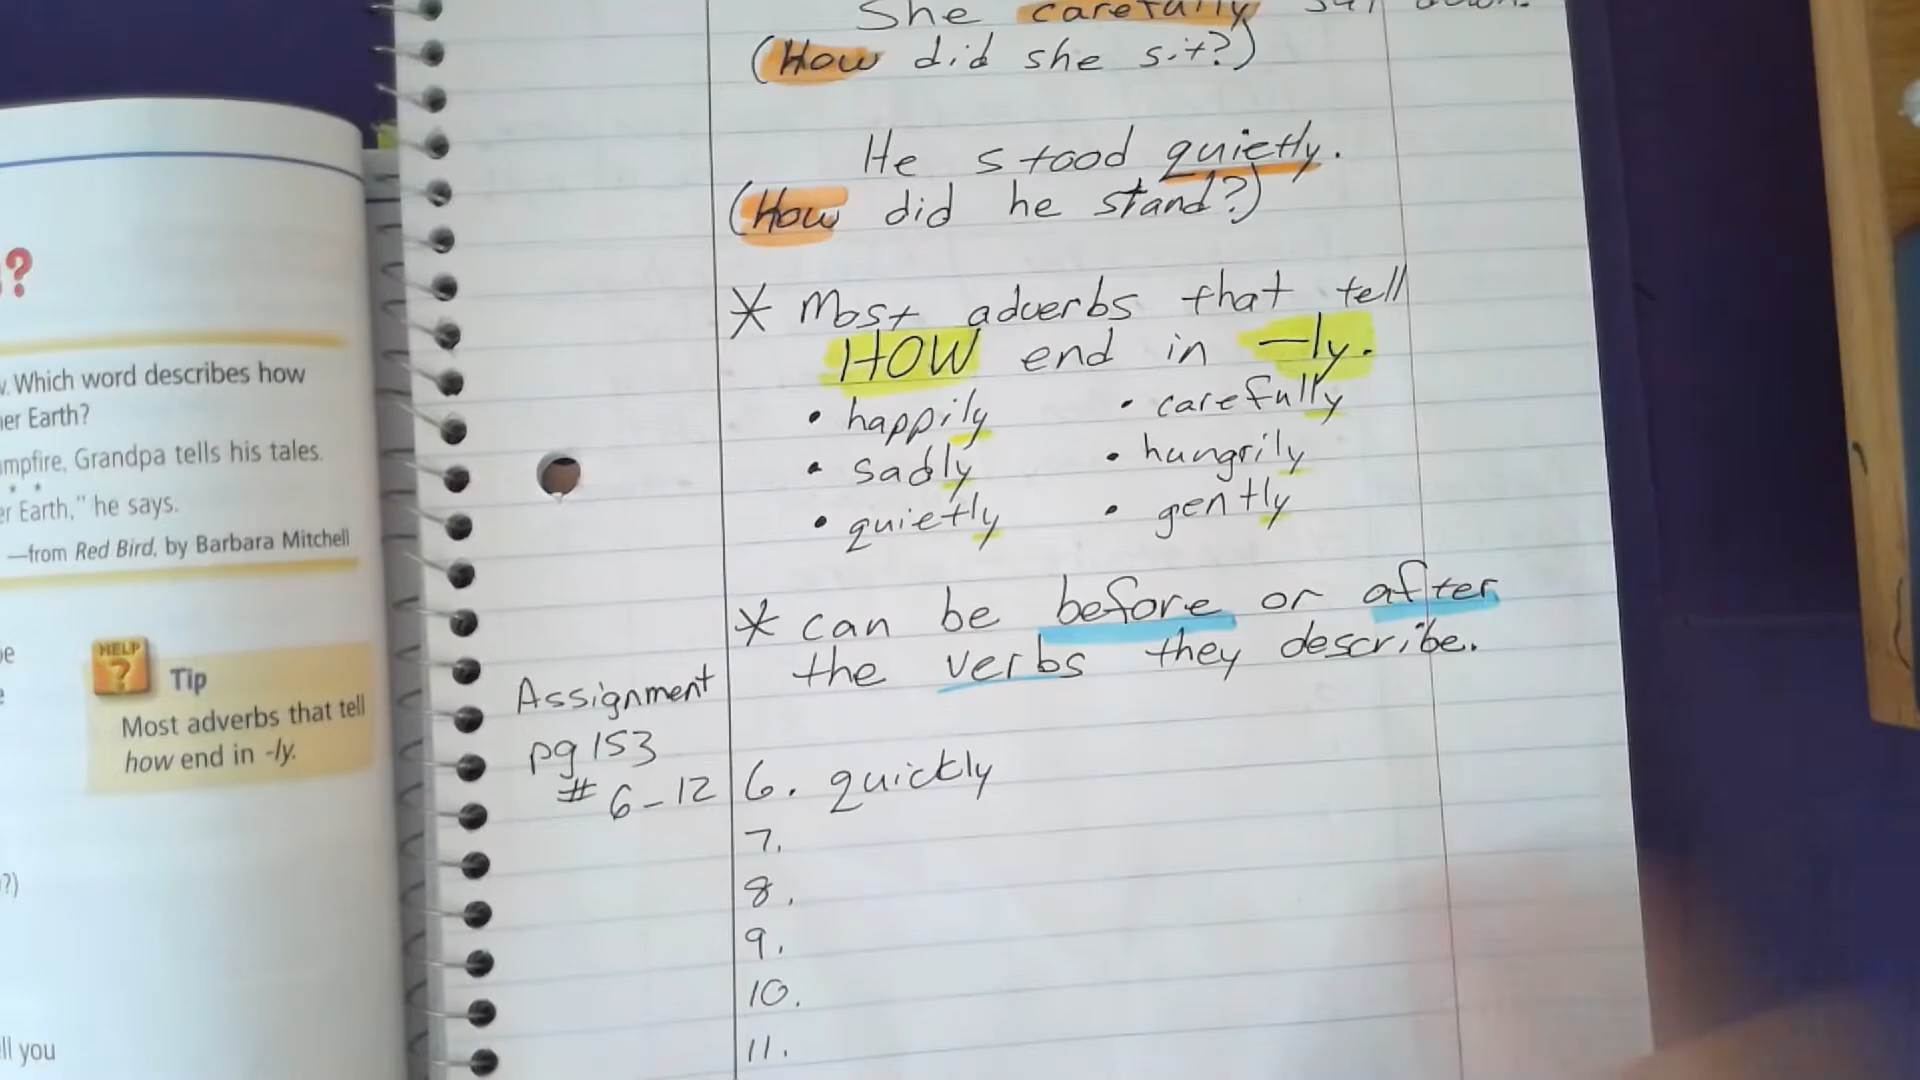 ?
. Which word describes how
er Earth?
mpfire, Grandpa tells his tales.
er Earth," he says.
—from Red Bird, by Barbara Mitchell
HELP
?
Tip
Most adverbs that tell
how end in -ly.
?)
ll you
She carefully sat down.
(How did she sit?)
He stood quietly.
(How did he stand?)
* Most adverbs that tell
HOW end in -ly.
• happily • carefully
• sadly • hungrily
• quietly • gently
* can be before or after
the verbs they describe.
Assignment
pg 153
# 6-12
6. quickly
7.
8.
9.
10.
11.